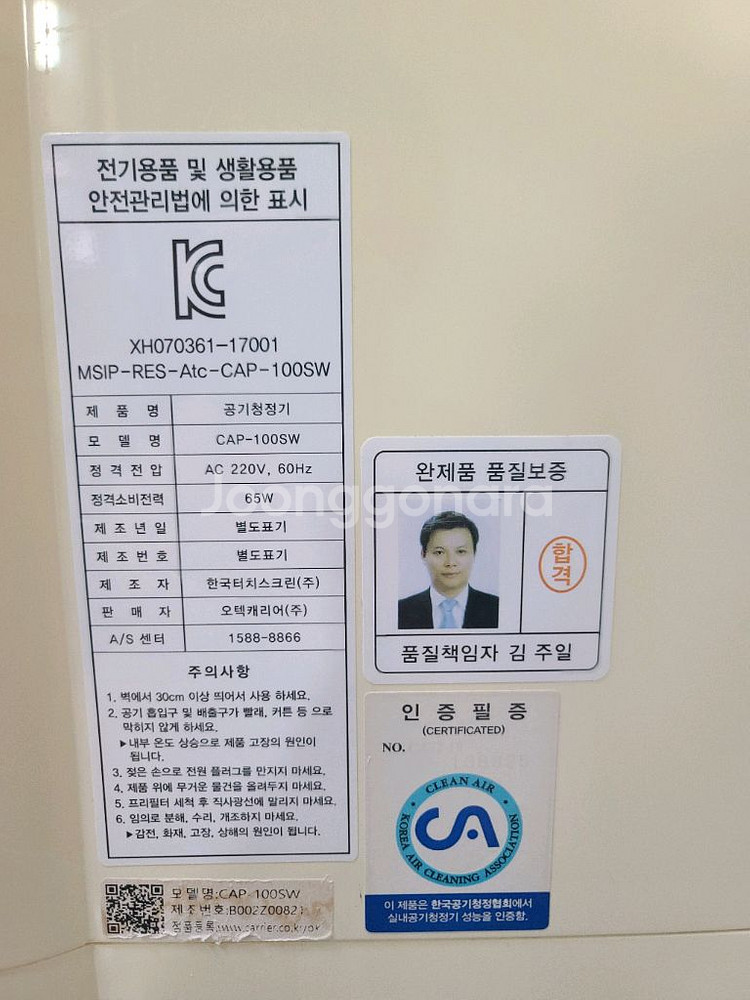 전기용품 및 생활용품
안전관리법에 의한 표시
XH070361-17001
MSIP-RES-Atc-CAP-100SW
제 품 명 공기청정기
모 델 명 CAP-100SW
정 격 전 압 AC 220V, 60Hz
정격소비전력 65W
제 조 년 일 별도표기
제 조 번 호 별도표기
제 조 자 한국터치스크린(주)
판 매 자 오텍캐리어(주)
A/S 센터 1588-8866
주의사항
1. 벽에서 30cm 이상 띄어서 사용 하세요.
2. 공기 흡입구 및 배출구가 빨래, 커튼 등 으로
막히지 않게 하세요.
▶내부 온도 상승으로 제품 고장의 원인이
됩니다.
3. 젖은 손으로 전원 플러그를 만지지 마세요.
4. 제품 위에 무거운 물건을 올려두지 마세요.
5. 프리필터 세척 후 직사광선에 말리지 마세요.
6. 임의로 분해, 수리, 개조하지 마세요.
▶감전, 화재, 고장, 상해의 원인이 됩니다.
모델명:CAP-100SW
제조번호:B002Z00821
정품등록:www.carrier.co.kr/ok
Joonggonara
완제품 품질보증
합격
품질책임자 김 주일
인 증 필 증
(CERTIFICATED)
NO.
CLEAN AIR
CA
KOREA AIR CLEANING ASSOCIATION
이 제품은 한국공기청정협회에서
실내공기청정기 성능을 인증함.